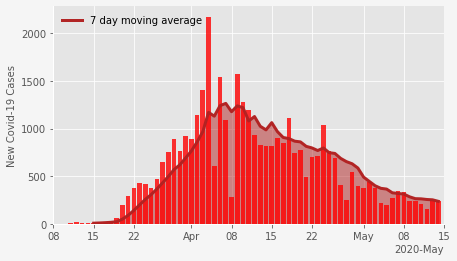 7 day moving average
New Covid-19 Cases
2000
1500
1000
500
0
08 15 22 Apr 08 15 22 May 08 15
2020-May